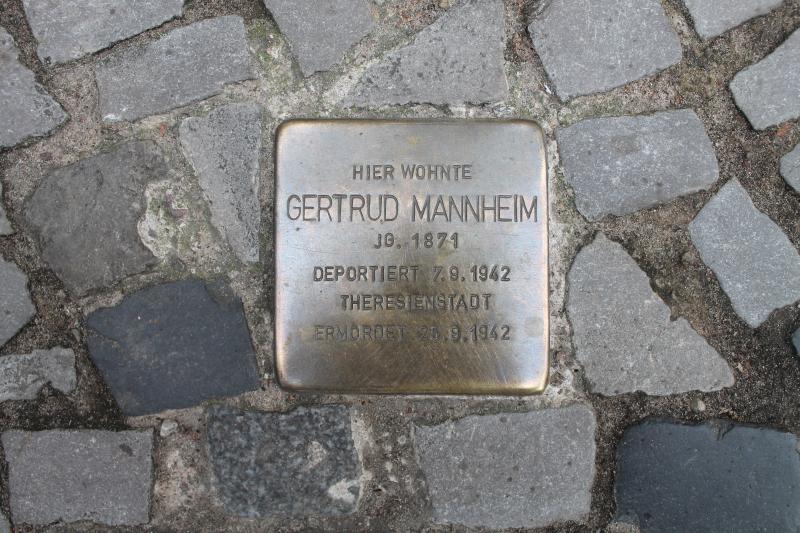 HIER WOHNTE
GERTRUD MANNHEIM
JG. 1871
DEPORTIERT 7.9.1942
THERESIENSTADT
ERMORDET 25.9.1942